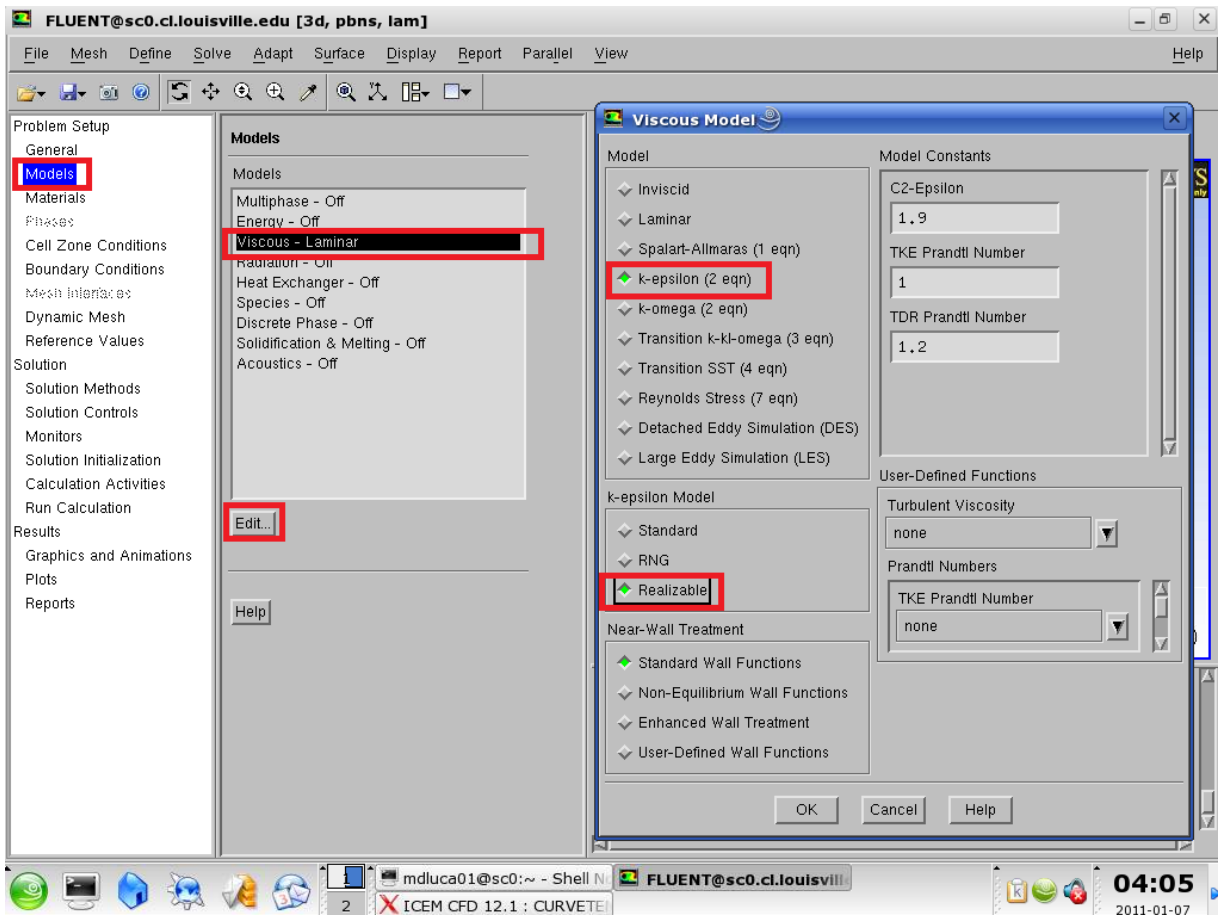 FLUENT@sc0.cl.louisville.edu [3d, pbns, lam]
File Mesh Define Solve Adapt Surface Display Report Parallel View Help
Problem Setup
General
Models
Materials
Phases
Cell Zone Conditions
Boundary Conditions
Mesh Interfaces
Dynamic Mesh
Reference Values
Solution
Solution Methods
Solution Controls
Monitors
Solution Initialization
Calculation Activities
Run Calculation
Results
Graphics and Animations
Plots
Reports
Models
Models
Multiphase - Off
Energy - Off
Viscous - Laminar
Radiation - Off
Heat Exchanger - Off
Species - Off
Discrete Phase - Off
Solidification & Melting - Off
Acoustics - Off
Edit...
Help
Viscous Model
Model
Inviscid
Laminar
Spalart-Allmaras (1 eqn)
k-epsilon (2 eqn)
k-omega (2 eqn)
Transition k-kl-omega (3 eqn)
Transition SST (4 eqn)
Reynolds Stress (7 eqn)
Detached Eddy Simulation (DES)
Large Eddy Simulation (LES)
k-epsilon Model
Standard
RNG
Realizable
Near-Wall Treatment
Standard Wall Functions
Non-Equilibrium Wall Functions
Enhanced Wall Treatment
User-Defined Wall Functions
Model Constants
C2-Epsilon
1.9
TKE Prandtl Number
1
TDR Prandtl Number
1.2
User-Defined Functions
Turbulent Viscosity
none
Prandtl Numbers
TKE Prandtl Number
none
OK Cancel Help
S
nly
)
1
2
mdluca01@sc0:~ - Shell N
ICEM CFD 12.1 : CURVETE
FLUENT@sc0.cl.louisvill
04:05
2011-01-07